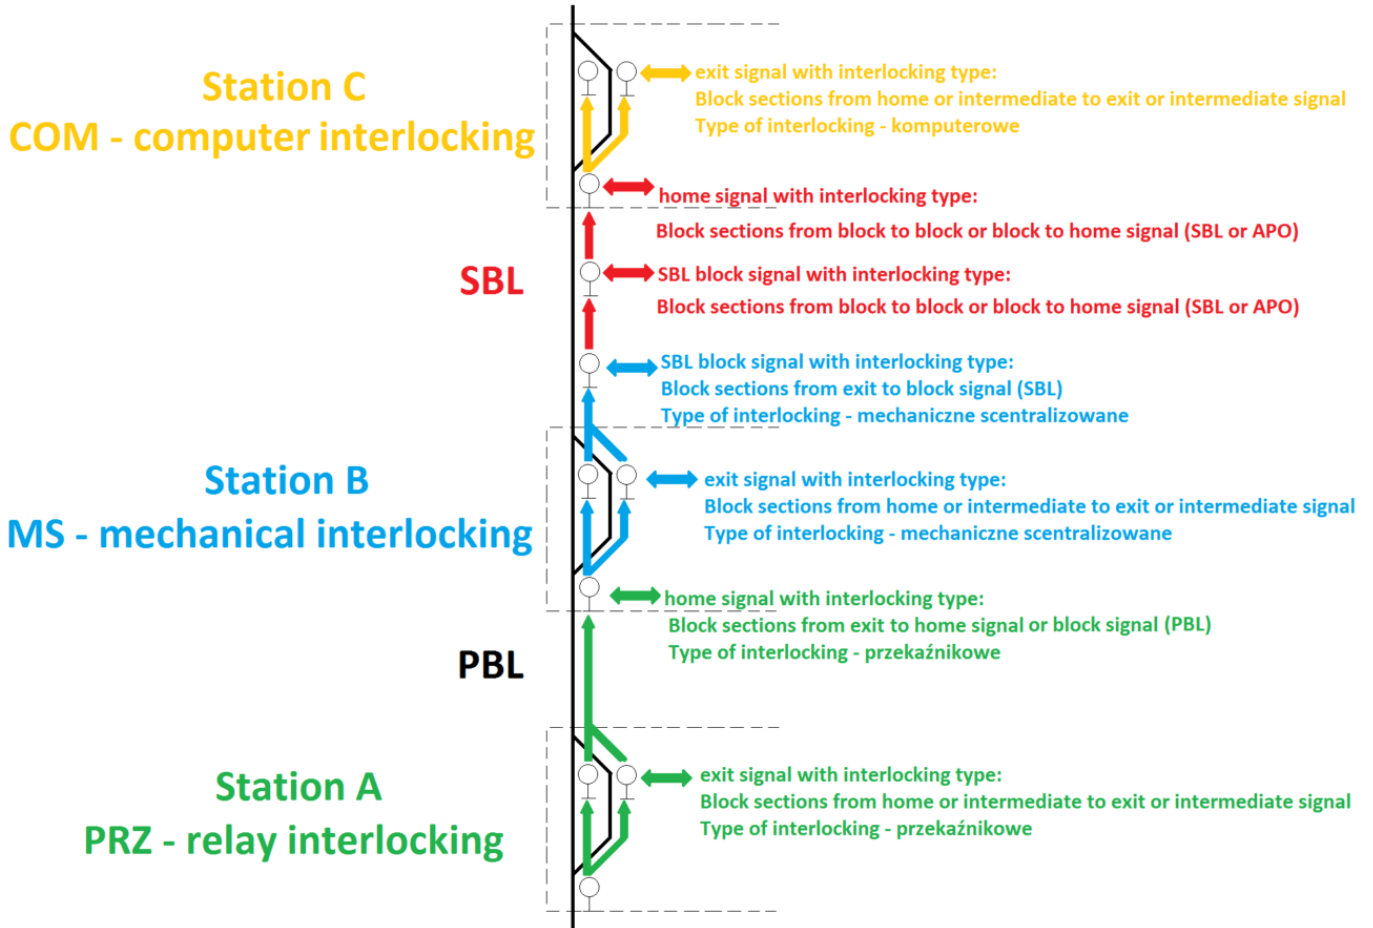 Station C
COM - computer interlocking
exit signal with interlocking type:
Block sections from home or intermediate to exit or intermediate signal
Type of interlocking - komputerowe
home signal with interlocking type:
Block sections from block to block or block to home signal (SBL or APO)
SBL
SBL block signal with interlocking type:
Block sections from block to block or block to home signal (SBL or APO)
SBL block signal with interlocking type:
Block sections from exit to block signal (SBL)
Type of interlocking - mechaniczne scentralizowane
Station B
MS - mechanical interlocking
exit signal with interlocking type:
Block sections from home or intermediate to exit or intermediate signal
Type of interlocking - mechaniczne scentralizowane
home signal with interlocking type:
Block sections from exit to home signal or block signal (PBL)
Type of interlocking - przekaźnikowe
PBL
Station A
PRZ - relay interlocking
exit signal with interlocking type:
Block sections from home or intermediate to exit or intermediate signal
Type of interlocking - przekaźnikowe